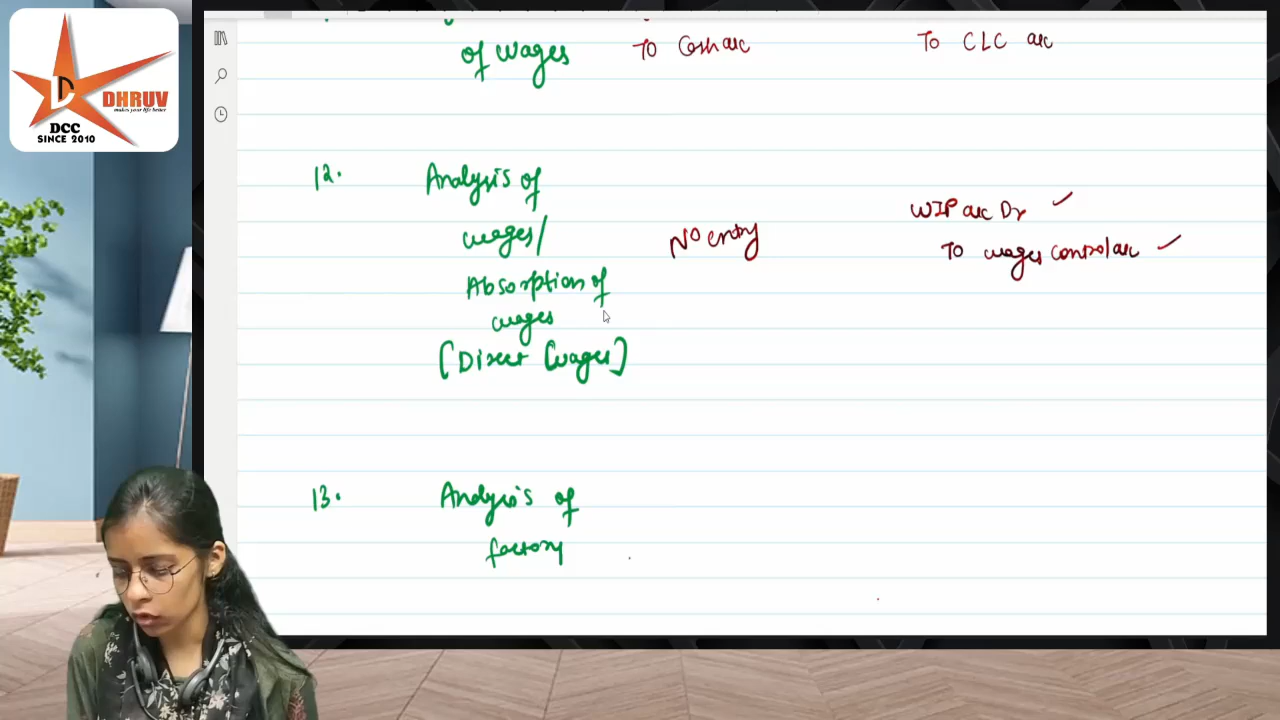 DHRUV
makes your life better
DCC
SINCE 2010
of wages To Cash a/c To CLC a/c
12. Analysis of
wages/ No entry WIP a/c Dr ✓
Absorption of To wages control a/c ✓
wages
[Direct Wages]
13. Analysis of
factory